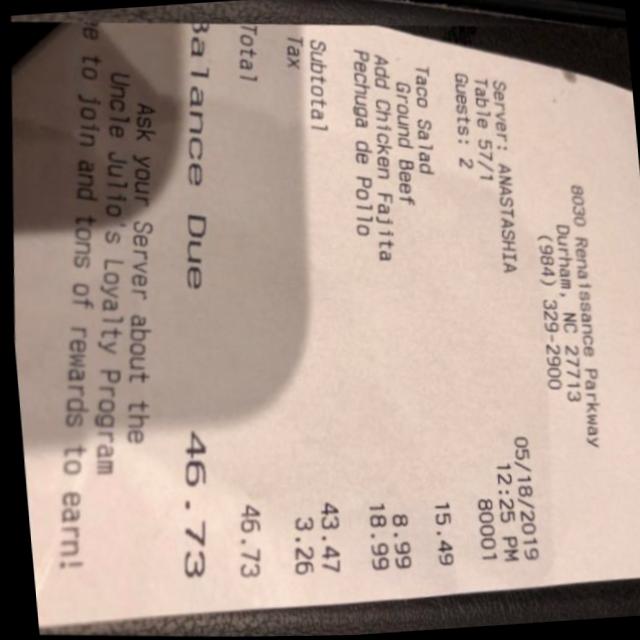 8030 Renaissance Parkway
Durham, NC 27713
(984) 329-2900
Server: ANASTASHIA 05/18/2019
Table 57/1 12:25 PM
Guests: 2 80001
Taco Salad 15.49
Ground Beef
Add Chicken Fajita 8.99
Pechuga de Pollo 18.99
Subtotal 43.47
Tax 3.26
Total 46.73
Balance Due 46.73
Ask your Server about the
Uncle Julio's Loyalty Program
to join and tons of rewards to earn!